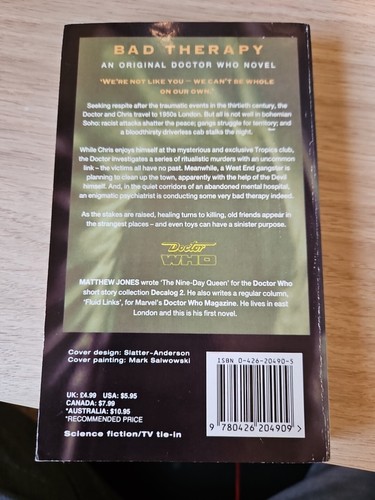 BAD THERAPY
AN ORIGINAL DOCTOR WHO NOVEL
'WE'RE NOT LIKE YOU – WE CAN'T BE WHOLE
ON OUR OWN.'
Seeking respite after the traumatic events in the thirtieth century, the
Doctor and Chris travel to 1950s London. But all is not well in bohemian
Soho: racist attacks shatter the peace; gangs struggle for territory; and
a bloodthirsty driverless cab stalks the night.
While Chris enjoys himself at the mysterious and exclusive Tropics club,
the Doctor investigates a series of ritualistic murders with an uncommon
link – the victims all have no past. Meanwhile, a West End gangster is
planning to clean up the town, apparently with the help of the Devil
himself. And, in the quiet corridors of an abandoned mental hospital,
an enigmatic psychiatrist is conducting some very bad therapy indeed.
As the stakes are raised, healing turns to killing, old friends appear in
the strangest places – and even toys can have a sinister purpose.
Doctor
WHO
MATTHEW JONES wrote 'The Nine-Day Queen' for the Doctor Who
short story collection Decalog 2. He also writes a regular column,
'Fluid Links', for Marvel's Doctor Who Magazine. He lives in east
London and this is his first novel.
Cover design: Slatter-Anderson
Cover painting: Mark Salwowski
ISBN 0-426-20490-5
UK: £4.99 USA: $5.95
CANADA: $7.99
*AUSTRALIA: $10.95
*RECOMMENDED PRICE
9 780426 204909 >
Science fiction/TV tie-in